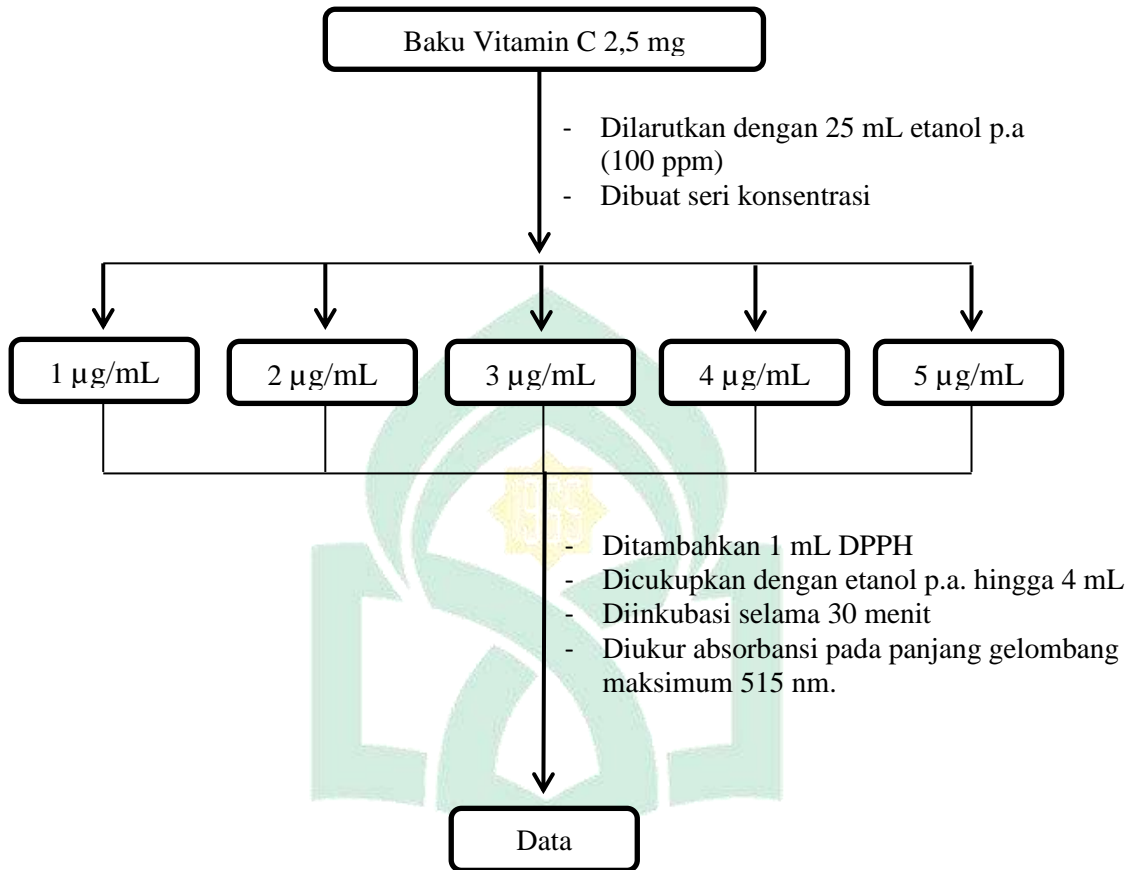 Baku Vitamin C 2,5 mg
- Dilarutkan dengan 25 mL etanol p.a
(100 ppm)
- Dibuat seri konsentrasi
1 µg/mL
2 µg/mL
3 µg/mL
4 µg/mL
5 µg/mL
- Ditambahkan 1 mL DPPH
- Dicukupkan dengan etanol p.a. hingga 4 mL
- Diinkubasi selama 30 menit
- Diukur absorbansi pada panjang gelombang
maksimum 515 nm.
Data